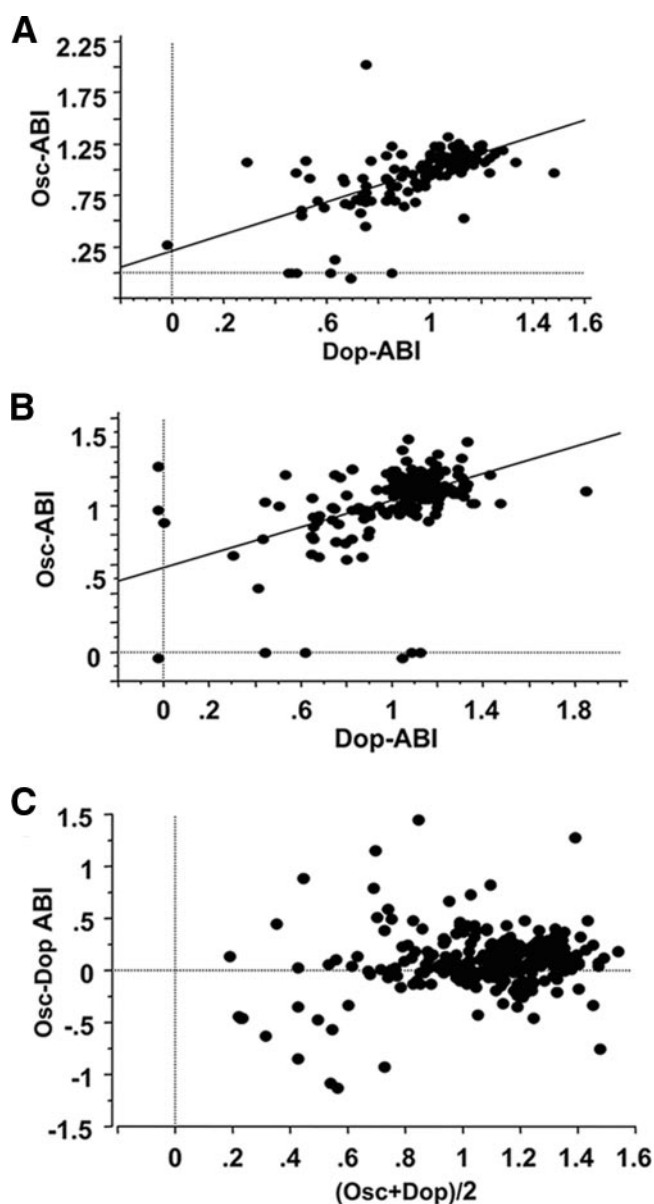 A
2.25
1.75
1.25
.75
.25
Osc-ABI
0 .2 .6 1 1.4 1.6
Dop-ABI
B
1.5
1
.5
0
Osc-ABI
0 .2 .6 1 1.4 1.8
Dop-ABI
C
1.5
1
.5
0
-.5
-1
-1.5
Osc-Dop ABI
0 .2 .4 .6 .8 1 1.2 1.4 1.6
(Osc+Dop)/2